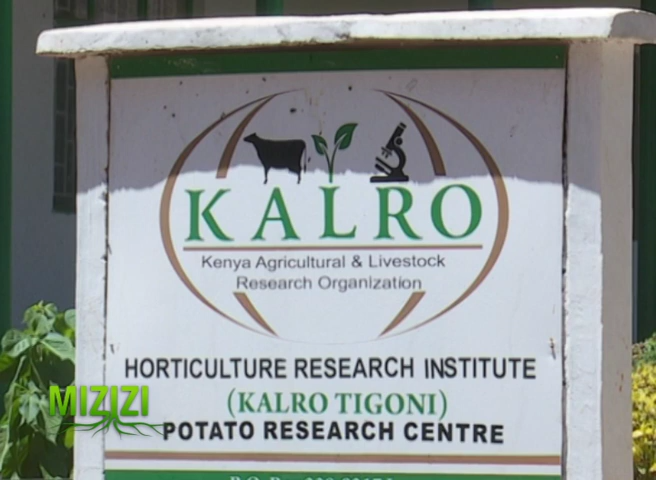 KALRO
Kenya Agricultural & Livestock
Research Organization
HORTICULTURE RESEARCH INSTITUTE
(KALRO TIGONI)
MIZIZI
POTATO RESEARCH CENTRE